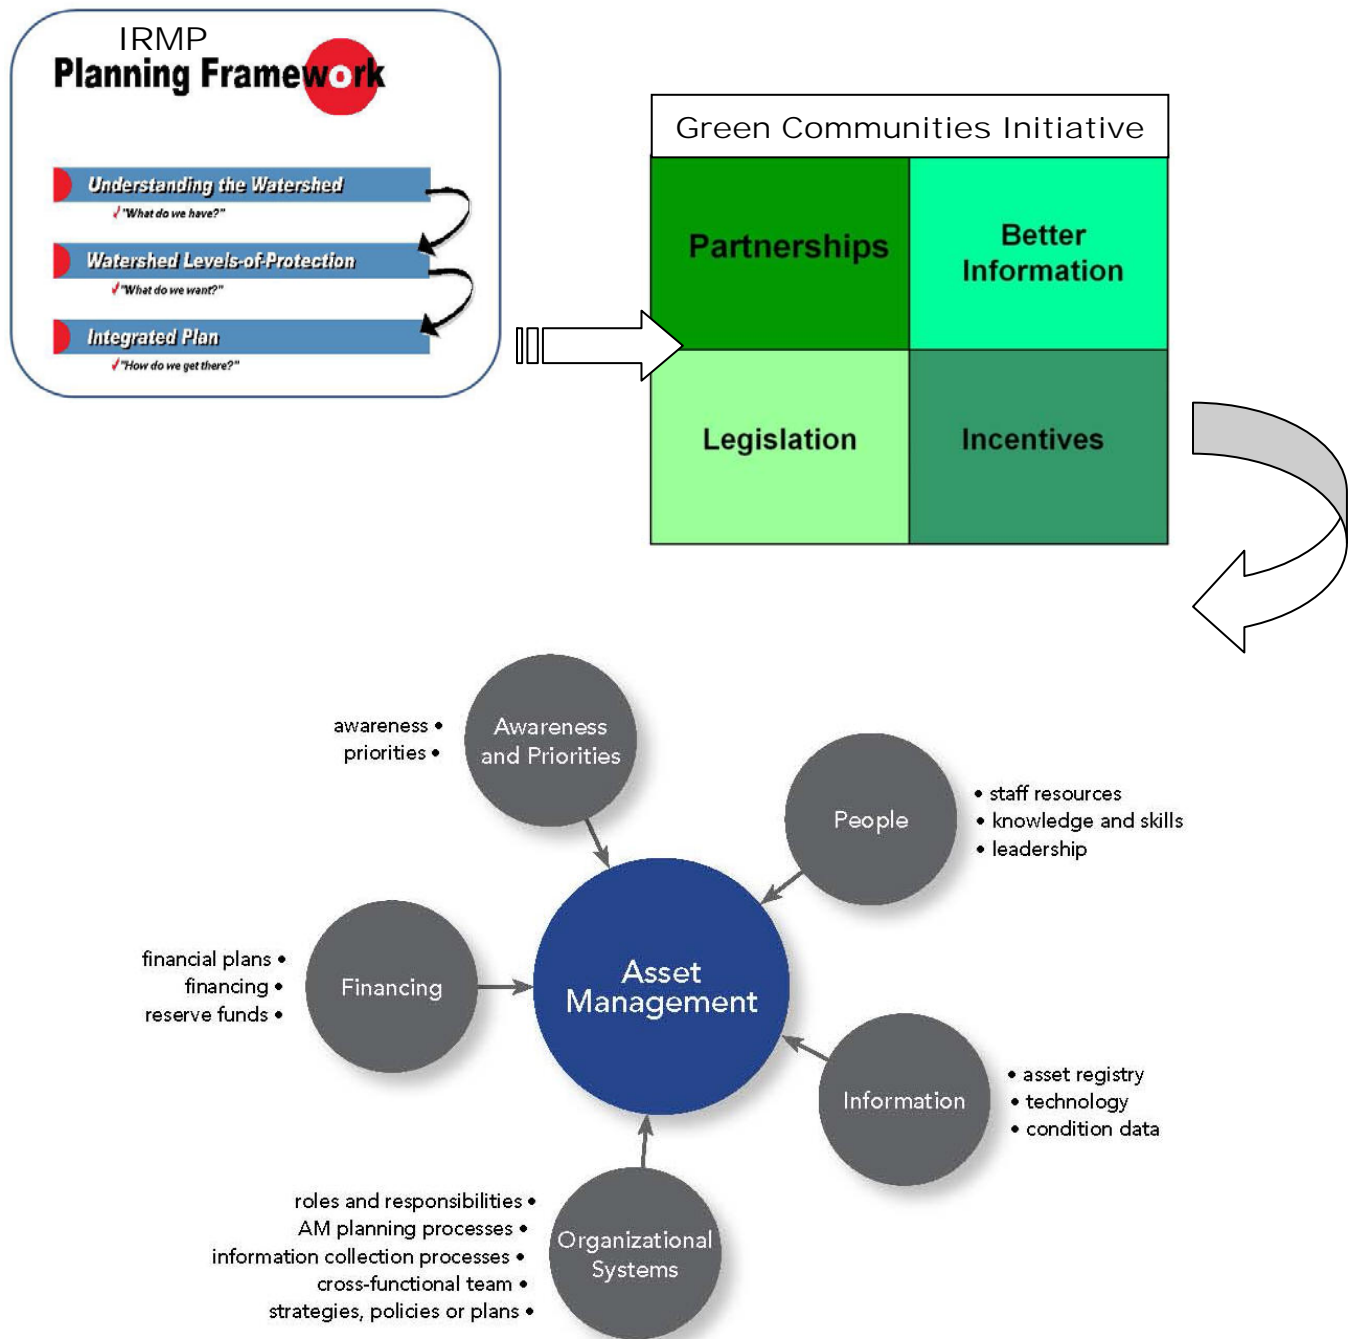 IRMP
Planning Framework
Understanding the Watershed
"What do we have?"
Watershed Levels-of-Protection
"What do we want?"
Integrated Plan
"How do we get there?"
Green Communities Initiative
Partnerships
Better
Information
Legislation
Incentives
awareness •
priorities •
Awareness
and Priorities
People
• staff resources
• knowledge and skills
• leadership
financial plans •
financing •
reserve funds •
Financing
Asset
Management
Information
• asset registry
• technology
• condition data
roles and responsibilities •
AM planning processes •
information collection processes •
cross-functional team •
strategies, policies or plans •
Organizational
Systems